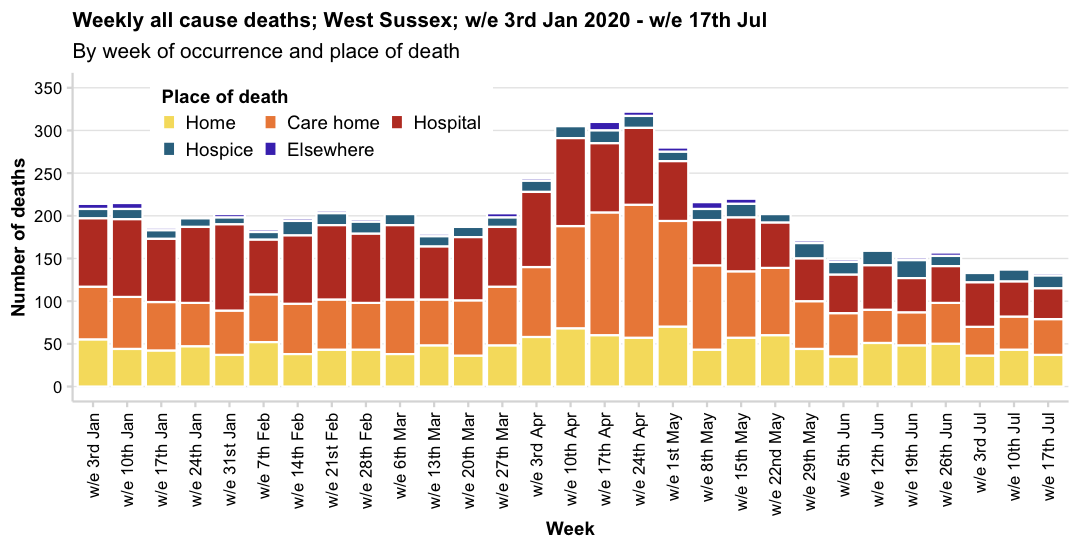 Weekly all cause deaths; West Sussex; w/e 3rd Jan 2020 - w/e 17th Jul
By week of occurrence and place of death
Number of deaths
350
300
250
200
150
100
50
0
Place of death
Home
Care home
Hospital
Hospice
Elsewhere
w/e 3rd Jan
w/e 10th Jan
w/e 17th Jan
w/e 24th Jan
w/e 31st Jan
w/e 7th Feb
w/e 14th Feb
w/e 21st Feb
w/e 28th Feb
w/e 6th Mar
w/e 13th Mar
w/e 20th Mar
w/e 27th Mar
w/e 3rd Apr
w/e 10th Apr
w/e 17th Apr
w/e 24th Apr
w/e 1st May
w/e 8th May
w/e 15th May
w/e 22nd May
w/e 29th May
w/e 5th Jun
w/e 12th Jun
w/e 19th Jun
w/e 26th Jun
w/e 3rd Jul
w/e 10th Jul
w/e 17th Jul
Week